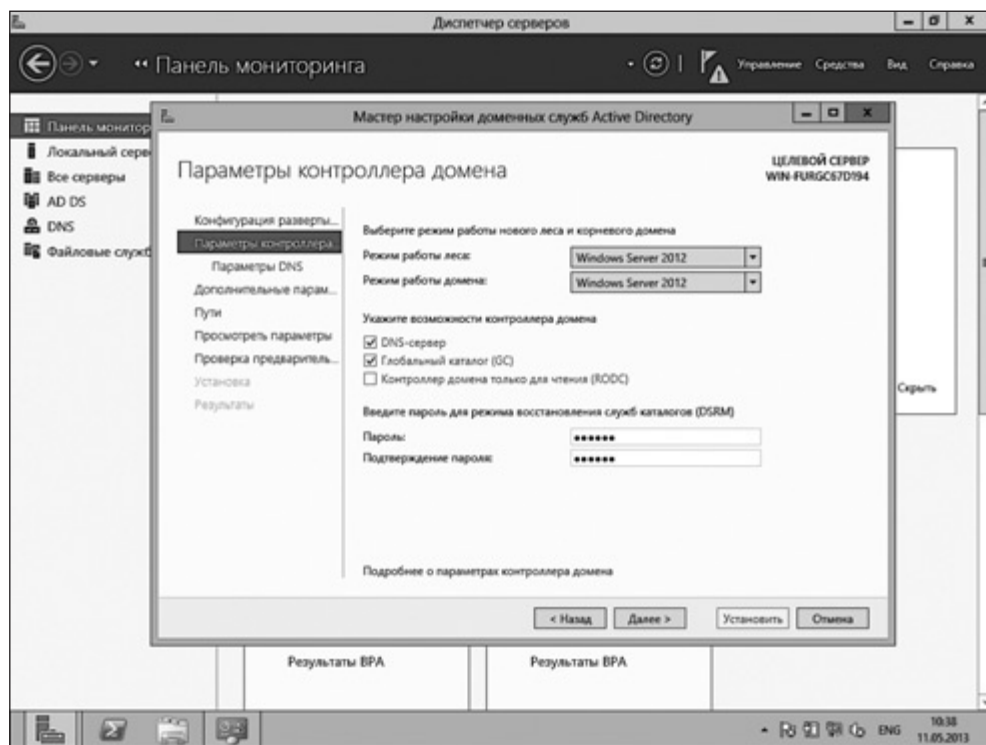 Диспетчер серверов
Панель мониторинга
Управление Средства Вид Справка
Панель монитор
Локальный серве
Все серверы
AD DS
DNS
Файловые служб
Мастер настройки доменных служб Active Directory
Параметры контроллера домена
ЦЕЛЕВОЙ СЕРВЕР
WIN-FURGC67D194
Конфигурация разверты...
Параметры контроллера
Параметры DNS
Дополнительные парам...
Пути
Просмотреть параметры
Проверка предваритель...
Установка
Результаты
Выберите режим работы нового леса и корневого домена
Режим работы леса: Windows Server 2012
Режим работы домена: Windows Server 2012
Укажите возможности контроллера домена
DNS-сервер
Глобальный каталог (GC)
Контроллер домена только для чтения (RODC)
Введите пароль для режима восстановления служб каталогов (DSRM)
Пароль: ••••••
Подтверждение пароля: ••••••
Подробнее о параметрах контроллера домена
< Назад Далее > Установить Отмена
Скрыть
Результаты BPA Результаты BPA
ENG 10:38
11.05.2013